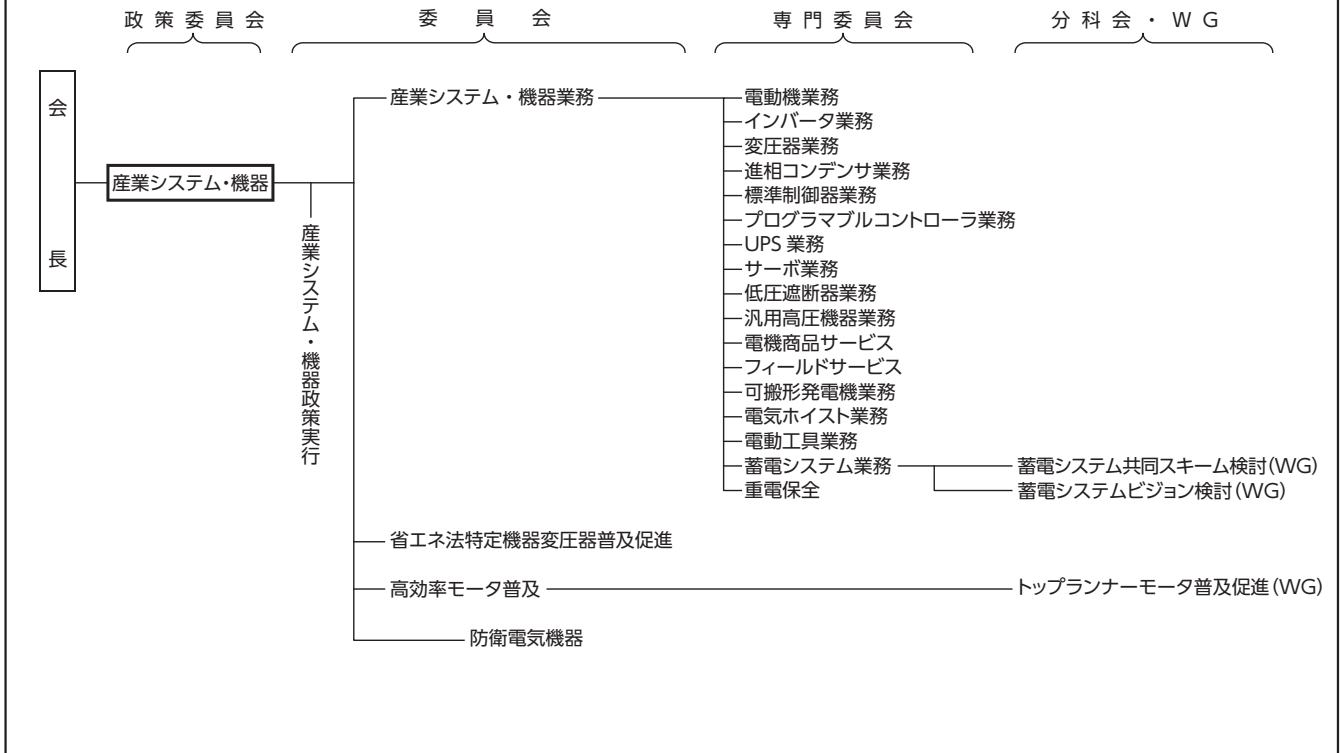 政策委員会
委員会
専門委員会
分科会・WG
会長
産業システム・機器
産業システム・機器政策実行
産業システム・機器業務
電動機業務
インバータ業務
変圧器業務
進相コンデンサ業務
標準制御器業務
プログラマブルコントローラ業務
UPS 業務
サーボ業務
低圧遮断器業務
汎用高圧機器業務
電機商品サービス
フィールドサービス
可搬形発電機業務
電気ホイスト業務
電動工具業務
蓄電システム業務
蓄電システム共同スキーム検討(WG)
蓄電システムビジョン検討(WG)
重電保全
省エネ法特定機器変圧器普及促進
高効率モータ普及
トップランナーモータ普及促進(WG)
防衛電気機器